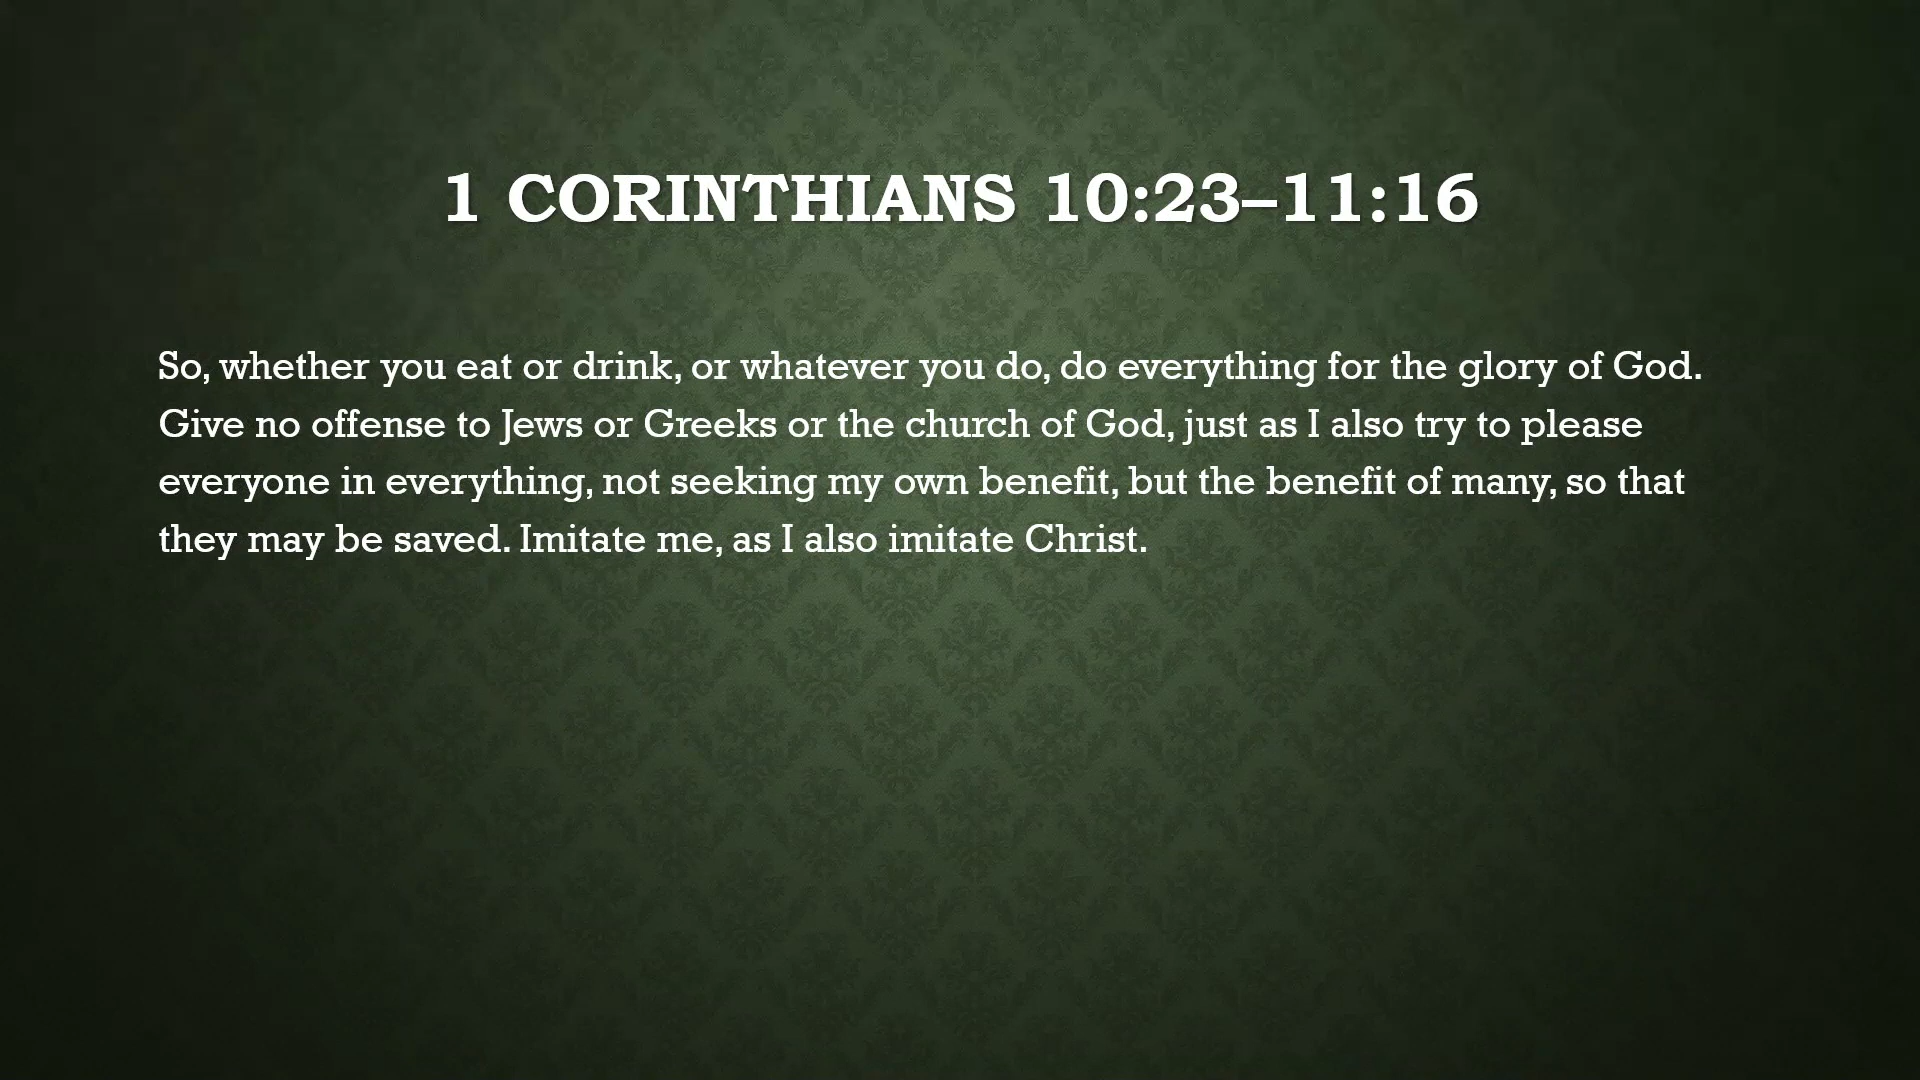 1 CORINTHIANS 10:23–11:16
So, whether you eat or drink, or whatever you do, do everything for the glory of God.
Give no offense to Jews or Greeks or the church of God, just as I also try to please
everyone in everything, not seeking my own benefit, but the benefit of many, so that
they may be saved. Imitate me, as I also imitate Christ.